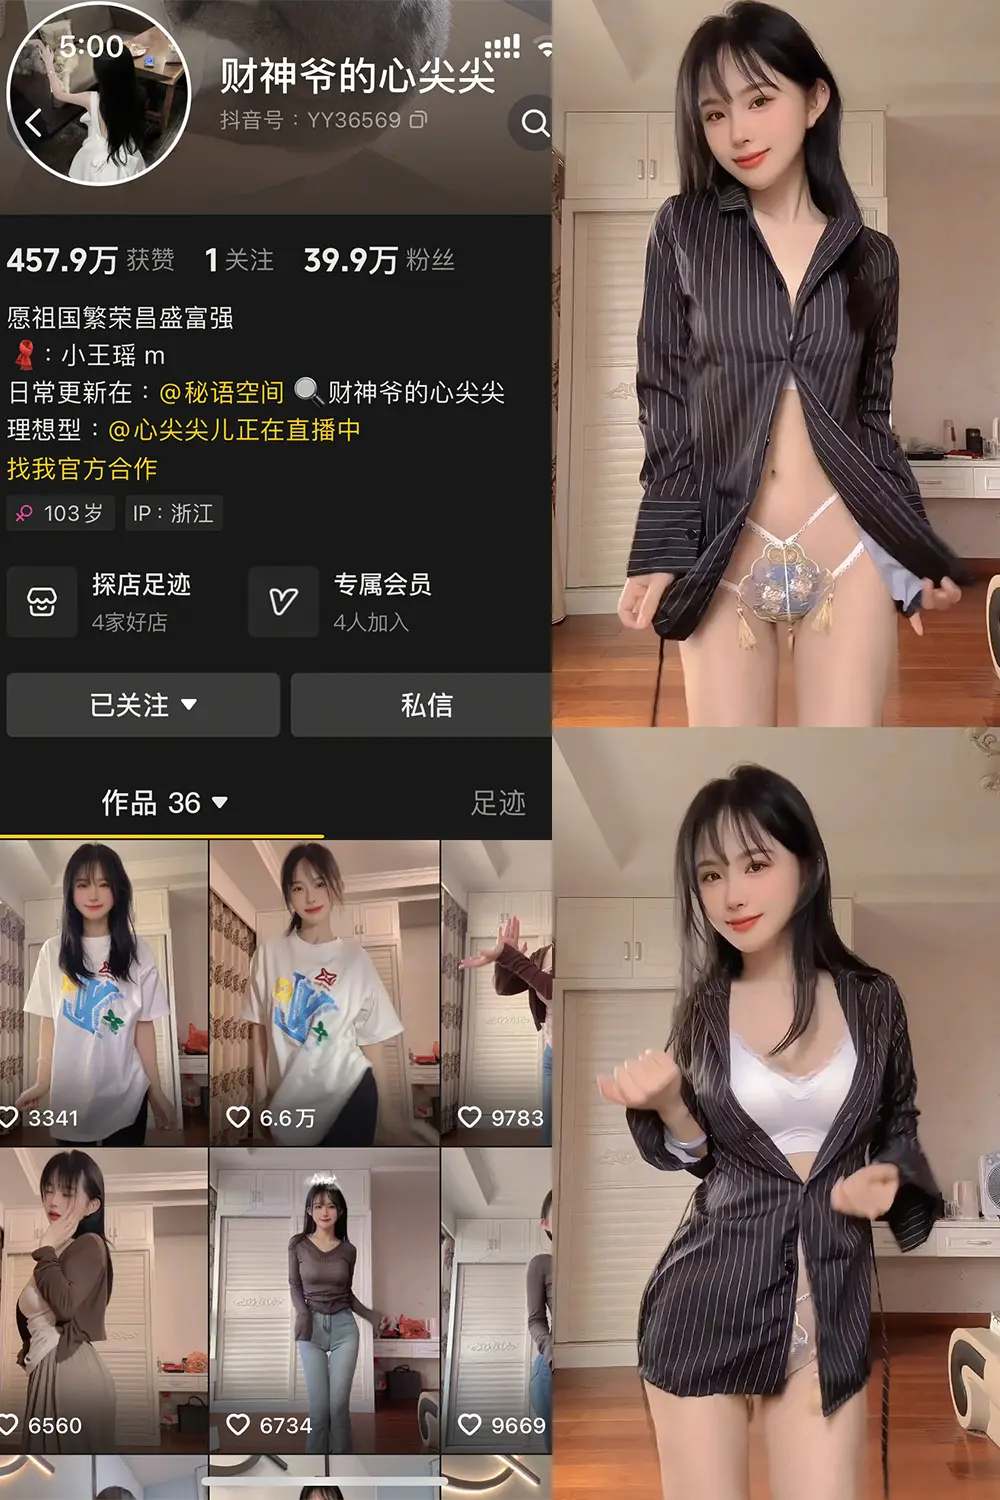 5:00
财神爷的心尖尖
抖音号：YY36569
457.9万 获赞 1 关注 39.9万 粉丝
愿祖国繁荣昌盛富强
：小王瑶 m
日常更新在：@秘语空间 财神爷的心尖尖
理想型：@心尖尖儿正在直播中
找我官方合作
103岁 IP：浙江
探店足迹 专属会员
4家好店 4人加入
已关注 私信
作品 36 足迹
3341 6.6万 9783
6560 6734 9669